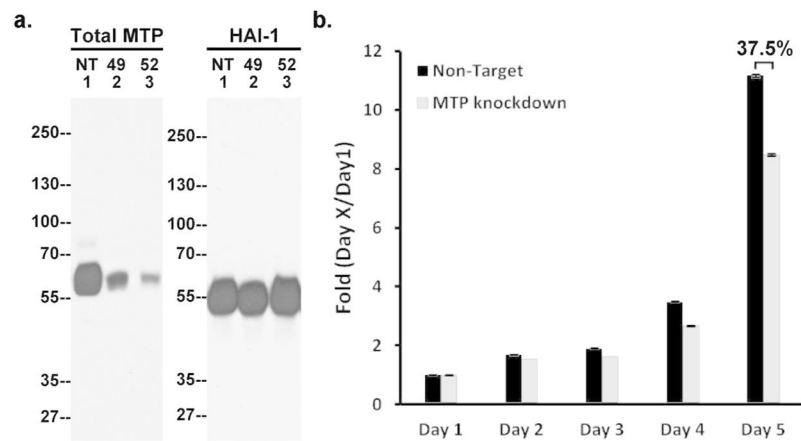 a.
Total MTP
HAI-1
NT 49 52
1 2 3
NT 49 52
1 2 3
250--
130--
100--
70--
55--
35--
27--
250--
130--
100--
70--
55--
35--
27--
b.
37.5%
Non-Target
MTP knockdown
Fold (Day X/Day1)
12
10
8
6
4
2
0
Day 1 Day 2 Day 3 Day 4 Day 5